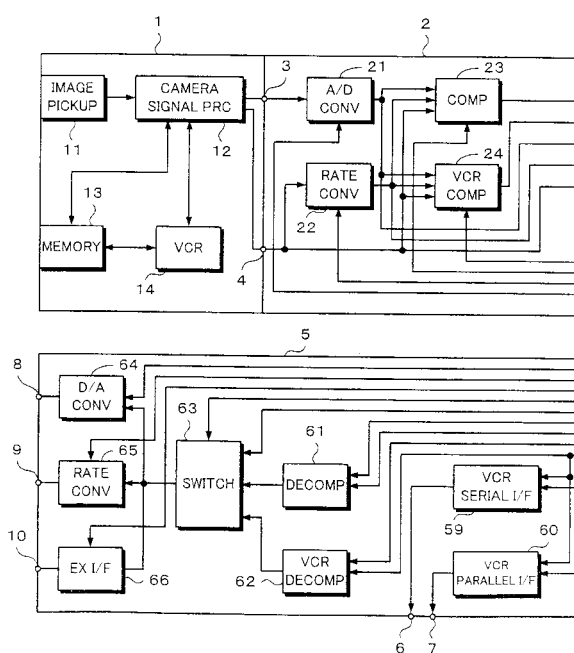 1
2
3
IMAGE
PICKUP
11
CAMERA
SIGNAL PRC
12
21
A/D
CONV
23
COMP
13
MEMORY
VCR
14
4
RATE
CONV
22
24
VCR
COMP
5
8
64
D/A
CONV
63
SWITCH
9
65
RATE
CONV
61
DECOMP
VCR
SERIAL I/F
59
10
EX I/F
66
62
VCR
DECOMP
60
VCR
PARALLEL I/F
6
7